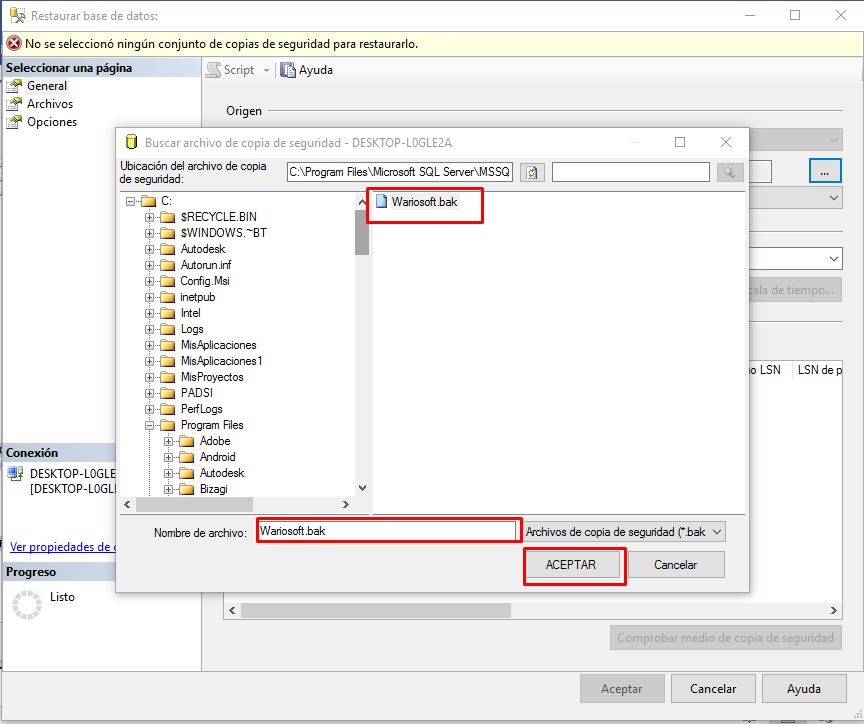 Restaurar base de datos:
No se seleccionó ningún conjunto de copias de seguridad para restaurarlo.
Seleccionar una página
General
Archivos
Opciones
Script
Ayuda
Origen
...
Buscar archivo de copia de seguridad - DESKTOP-L0GLE2A
Ubicación del archivo de copia
de seguridad:
C:\Program Files\Microsoft SQL Server\MSSQ
C:
$RECYCLE.BIN
$WINDOWS.~BT
Autodesk
Autorun.inf
Config.Msi
inetpub
Intel
Logs
MisAplicaciones
MisAplicaciones1
MisProyectos
PADSI
PerfLogs
Program Files
Adobe
Android
Autodesk
Bizagi
Wariosoft.bak
Nombre de archivo:
Wariosoft.bak
Archivos de copia de seguridad (*.bak
ACEPTAR
Cancelar
cala de tiempo...
o LSN
LSN de p
Conexión
DESKTOP-L0GLE
[DESKTOP-L0GL
Ver propiedades de
Progreso
Listo
Comprobar medio de copia de seguridad
Aceptar
Cancelar
Ayuda